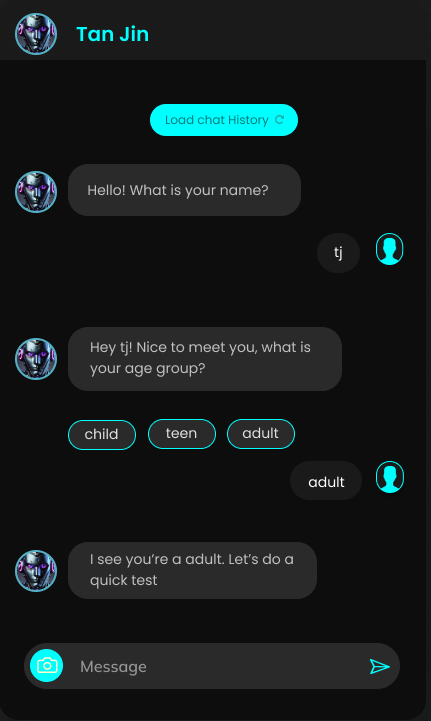 Tan Jin
Load chat History
Hello! What is your name?
tj
Hey tj! Nice to meet you, what is
your age group?
child teen adult
adult
I see you’re a adult. Let’s do a
quick test
Message